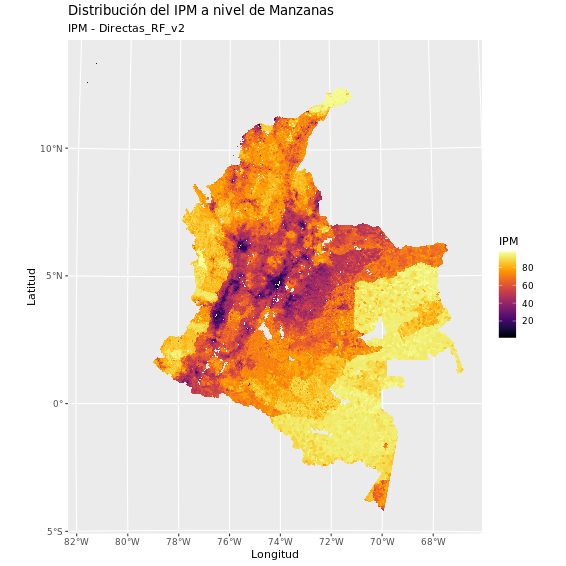 Distribución del IPM a nivel de Manzanas
IPM - Directas_RF_v2
10°N
5°N
0°
5°S
82°W 80°W 78°W 76°W 74°W 72°W 70°W 68°W
Longitud
Latitud
IPM
80
60
40
20